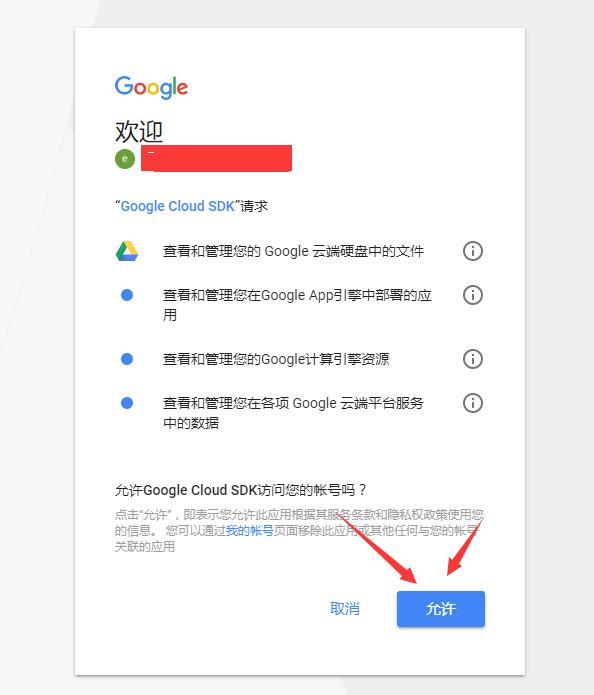 Google
欢迎
e
“Google Cloud SDK”请求
查看和管理您的 Google 云端硬盘中的文件
查看和管理您在Google App引擎中部署的应
用
查看和管理您的Google计算引擎资源
查看和管理您在各项 Google 云端平台服务
中的数据
允许Google Cloud SDK访问您的帐号吗？
点击“允许”，即表示您允许此应用根据其服务条款和隐私权政策使用您
的信息。 您可以通过我的帐号页面移除此应用或其他任何与您的帐号
关联的应用
取消
允许